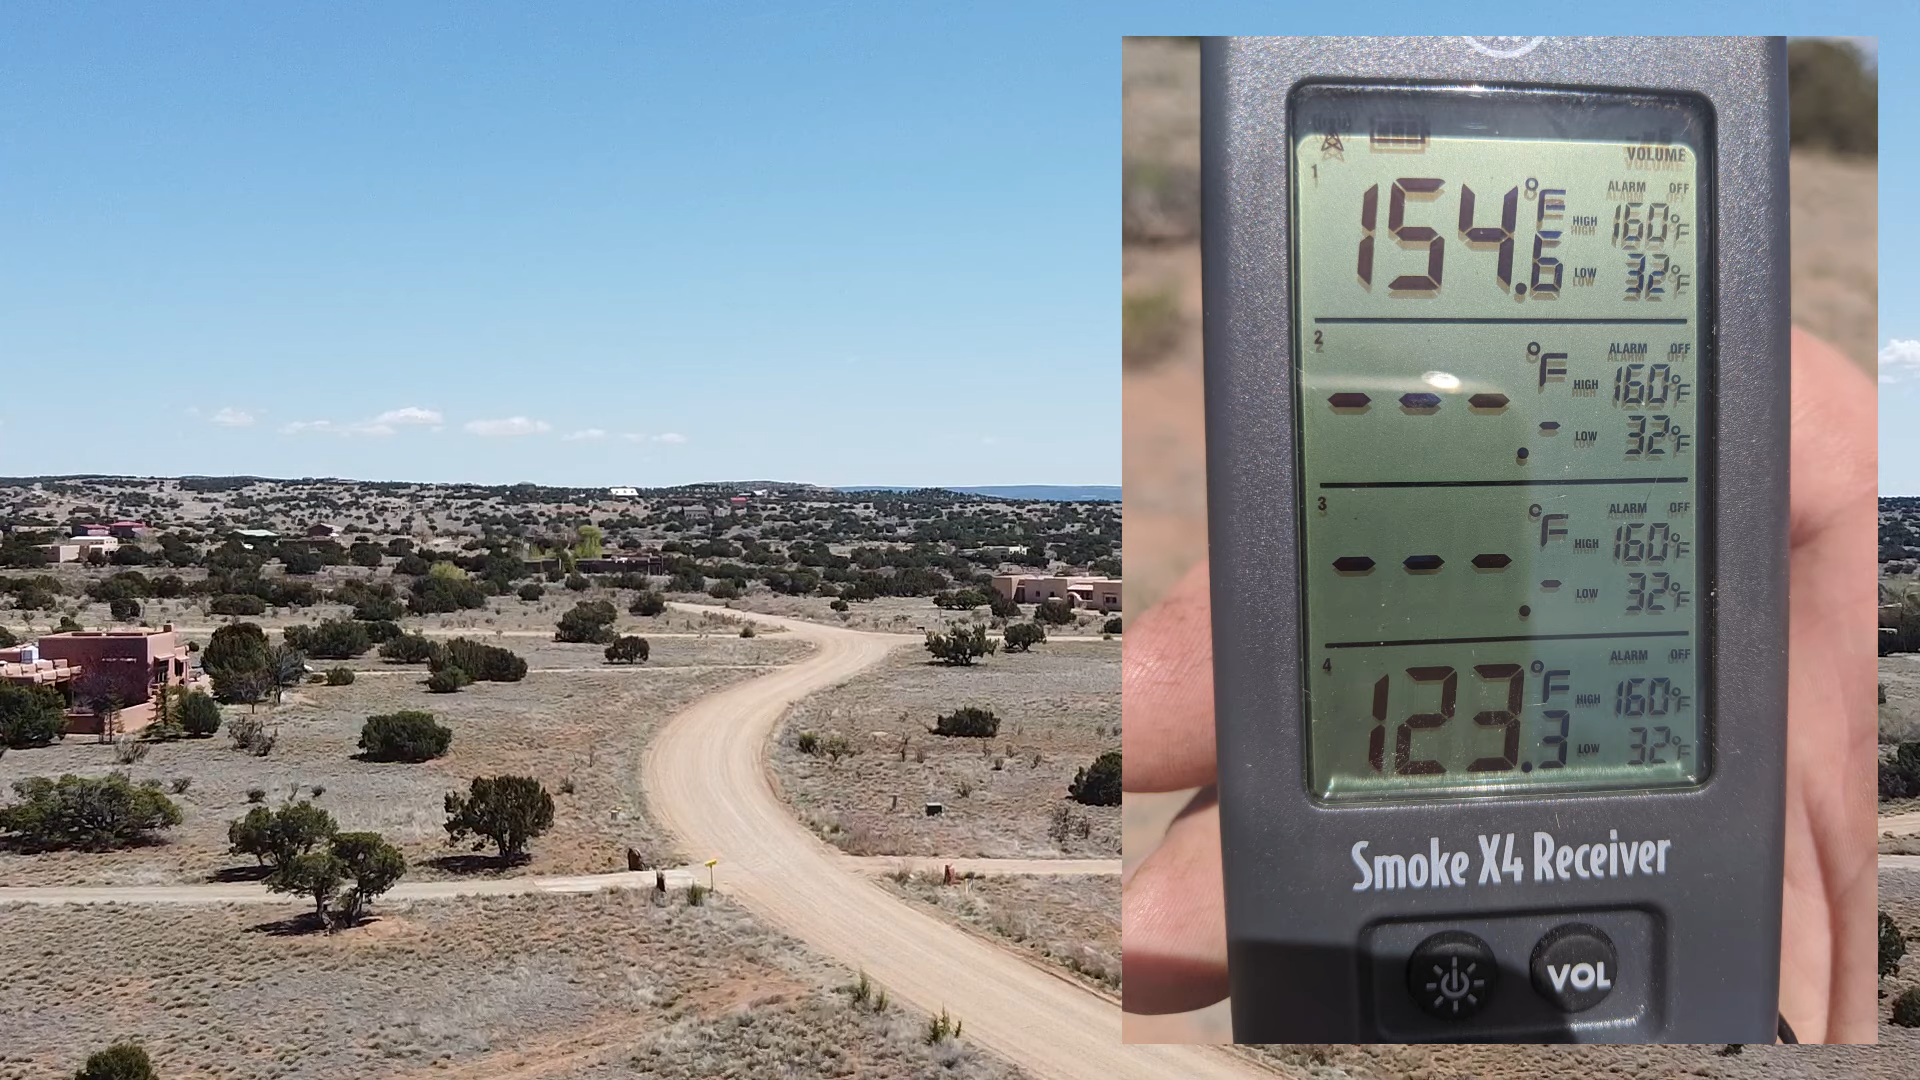 VOLUME
1 154.6°F ALARM OFF
HIGH 160°F
LOW 32°F
2 ---.-°F ALARM OFF
HIGH 160°F
LOW 32°F
3 ---.-°F ALARM OFF
HIGH 160°F
LOW 32°F
4 123.3°F ALARM OFF
HIGH 160°F
LOW 32°F
Smoke X4 Receiver
VOL